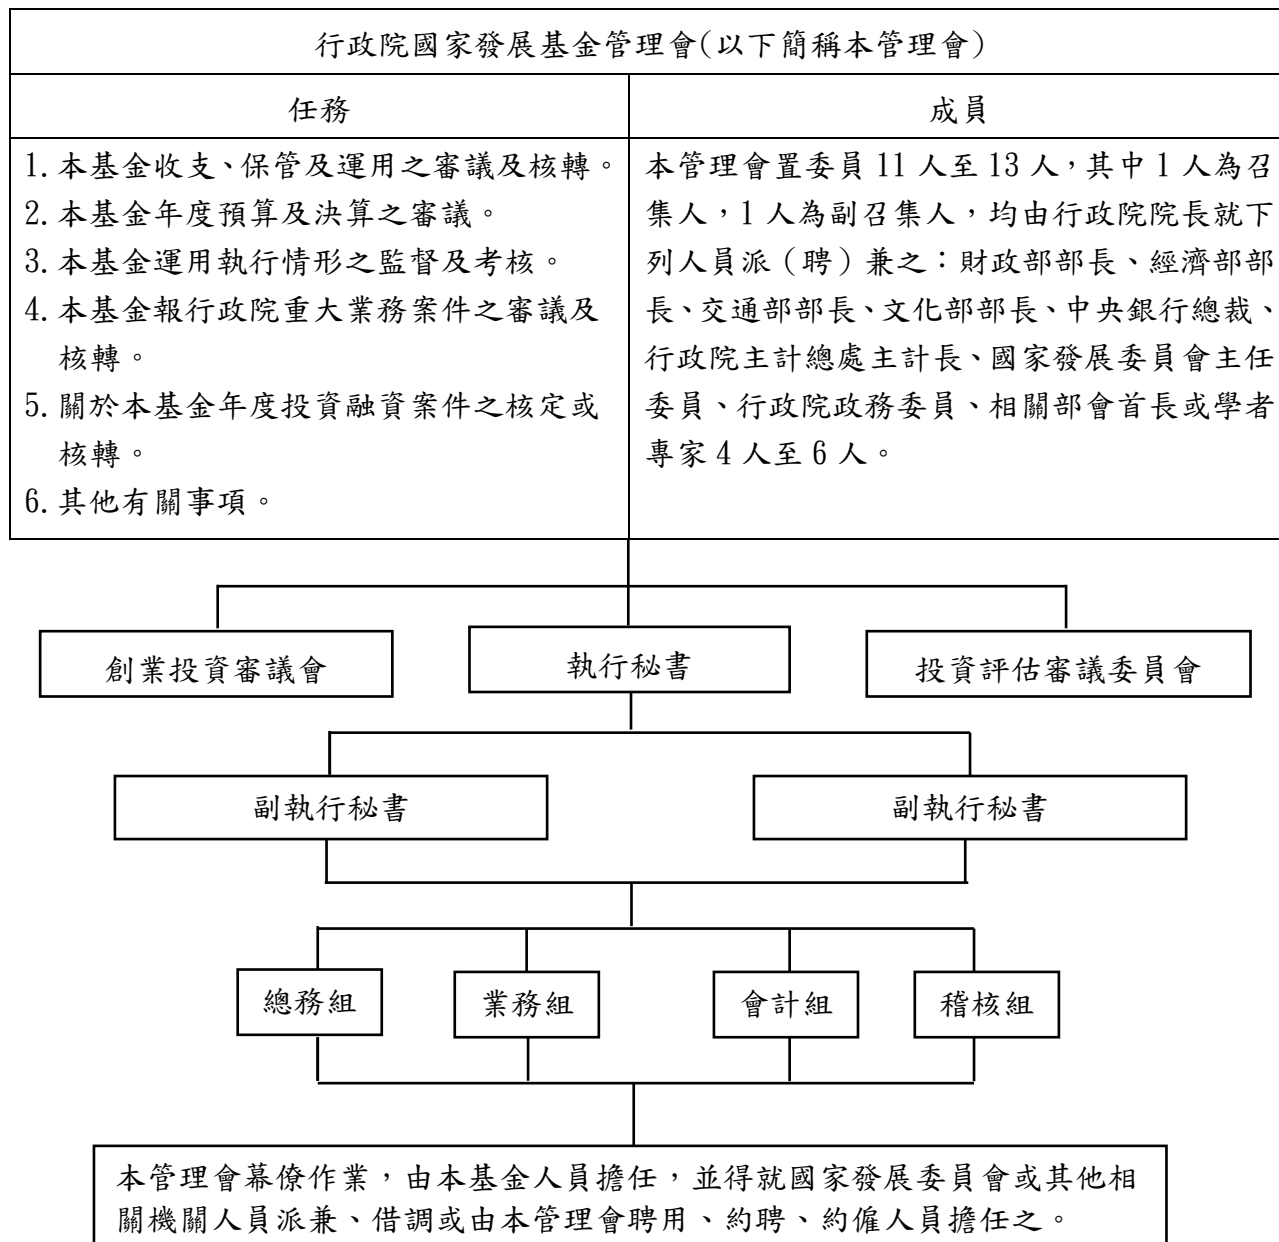 行政院國家發展基金管理會(以下簡稱本管理會)
任務
成員
1.本基金收支、保管及運用之審議及核轉。
2.本基金年度預算及決算之審議。
3.本基金運用執行情形之監督及考核。
4.本基金報行政院重大業務案件之審議及
核轉。
5.關於本基金年度投資融資案件之核定或
核轉。
6.其他有關事項。
本管理會置委員 11 人至 13 人，其中 1 人為召
集人，1 人為副召集人，均由行政院院長就下
列人員派（聘）兼之：財政部部長、經濟部部
長、交通部部長、文化部部長、中央銀行總裁、
行政院主計總處主計長、國家發展委員會主任
委員、行政院政務委員、相關部會首長或學者
專家 4 人至 6 人。
創業投資審議會
執行秘書
投資評估審議委員會
副執行秘書
副執行秘書
總務組
業務組
會計組
稽核組
本管理會幕僚作業，由本基金人員擔任，並得就國家發展委員會或其他相
關機關人員派兼、借調或由本管理會聘用、約聘、約僱人員擔任之。